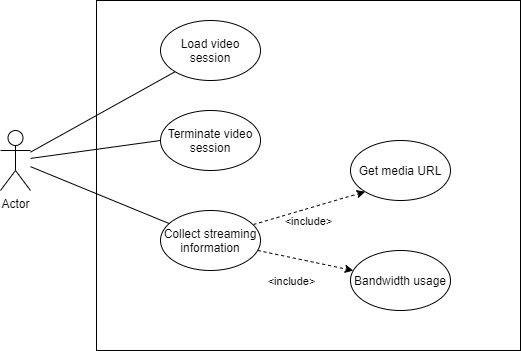 Load video
session
Terminate video
session
Actor
Get media URL
Collect streaming
information
<include>
<include>
Bandwidth usage